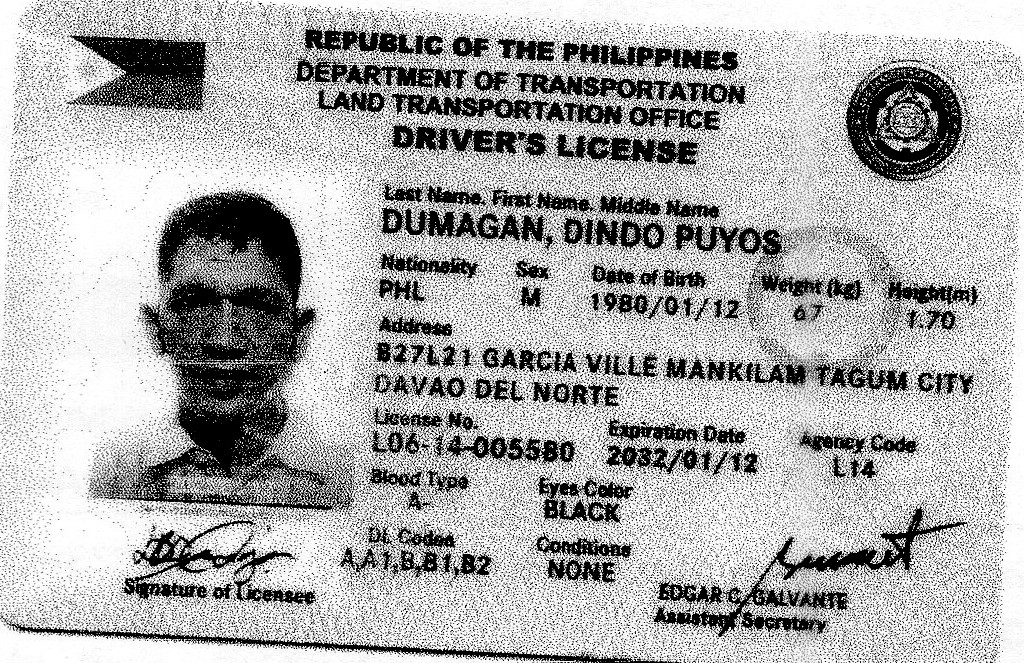 REPUBLIC OF THE PHILIPPINES
DEPARTMENT OF TRANSPORTATION
LAND TRANSPORTATION OFFICE
DRIVER'S LICENSE
Last Name, First Name, Middle Name
DUMAGAN, DINDO PUYOS
Nationality Sex Date of Birth Weight (kg) Height(m)
PHL M 1980/01/12 67 1.70
Address
B27L21 GARCIA VILLE MANKILAM TAGUM CITY
DAVAO DEL NORTE
License No. Expiration Date Agency Code
L06-14-005580 2032/01/12 L14
Blood Type Eyes Color
A- BLACK
DL Codes Conditions
A,A1,B,B1,B2 NONE
Signature of Licensee
EDGAR C. GALVANTE
Assistant Secretary